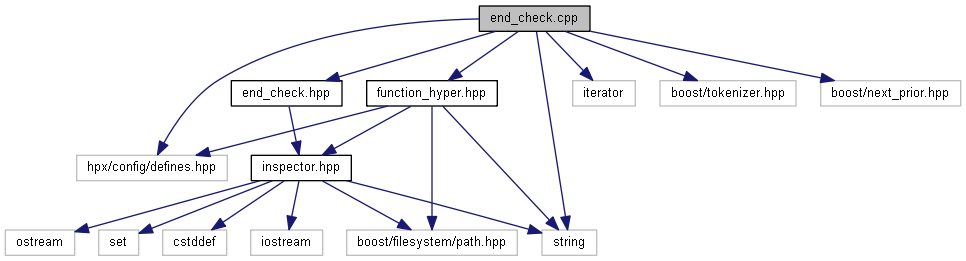 end_check.cpp
end_check.hpp
function_hyper.hpp
iterator
boost/tokenizer.hpp
boost/next_prior.hpp
hpx/config/defines.hpp
inspector.hpp
ostream
set
cstddef
iostream
boost/filesystem/path.hpp
string